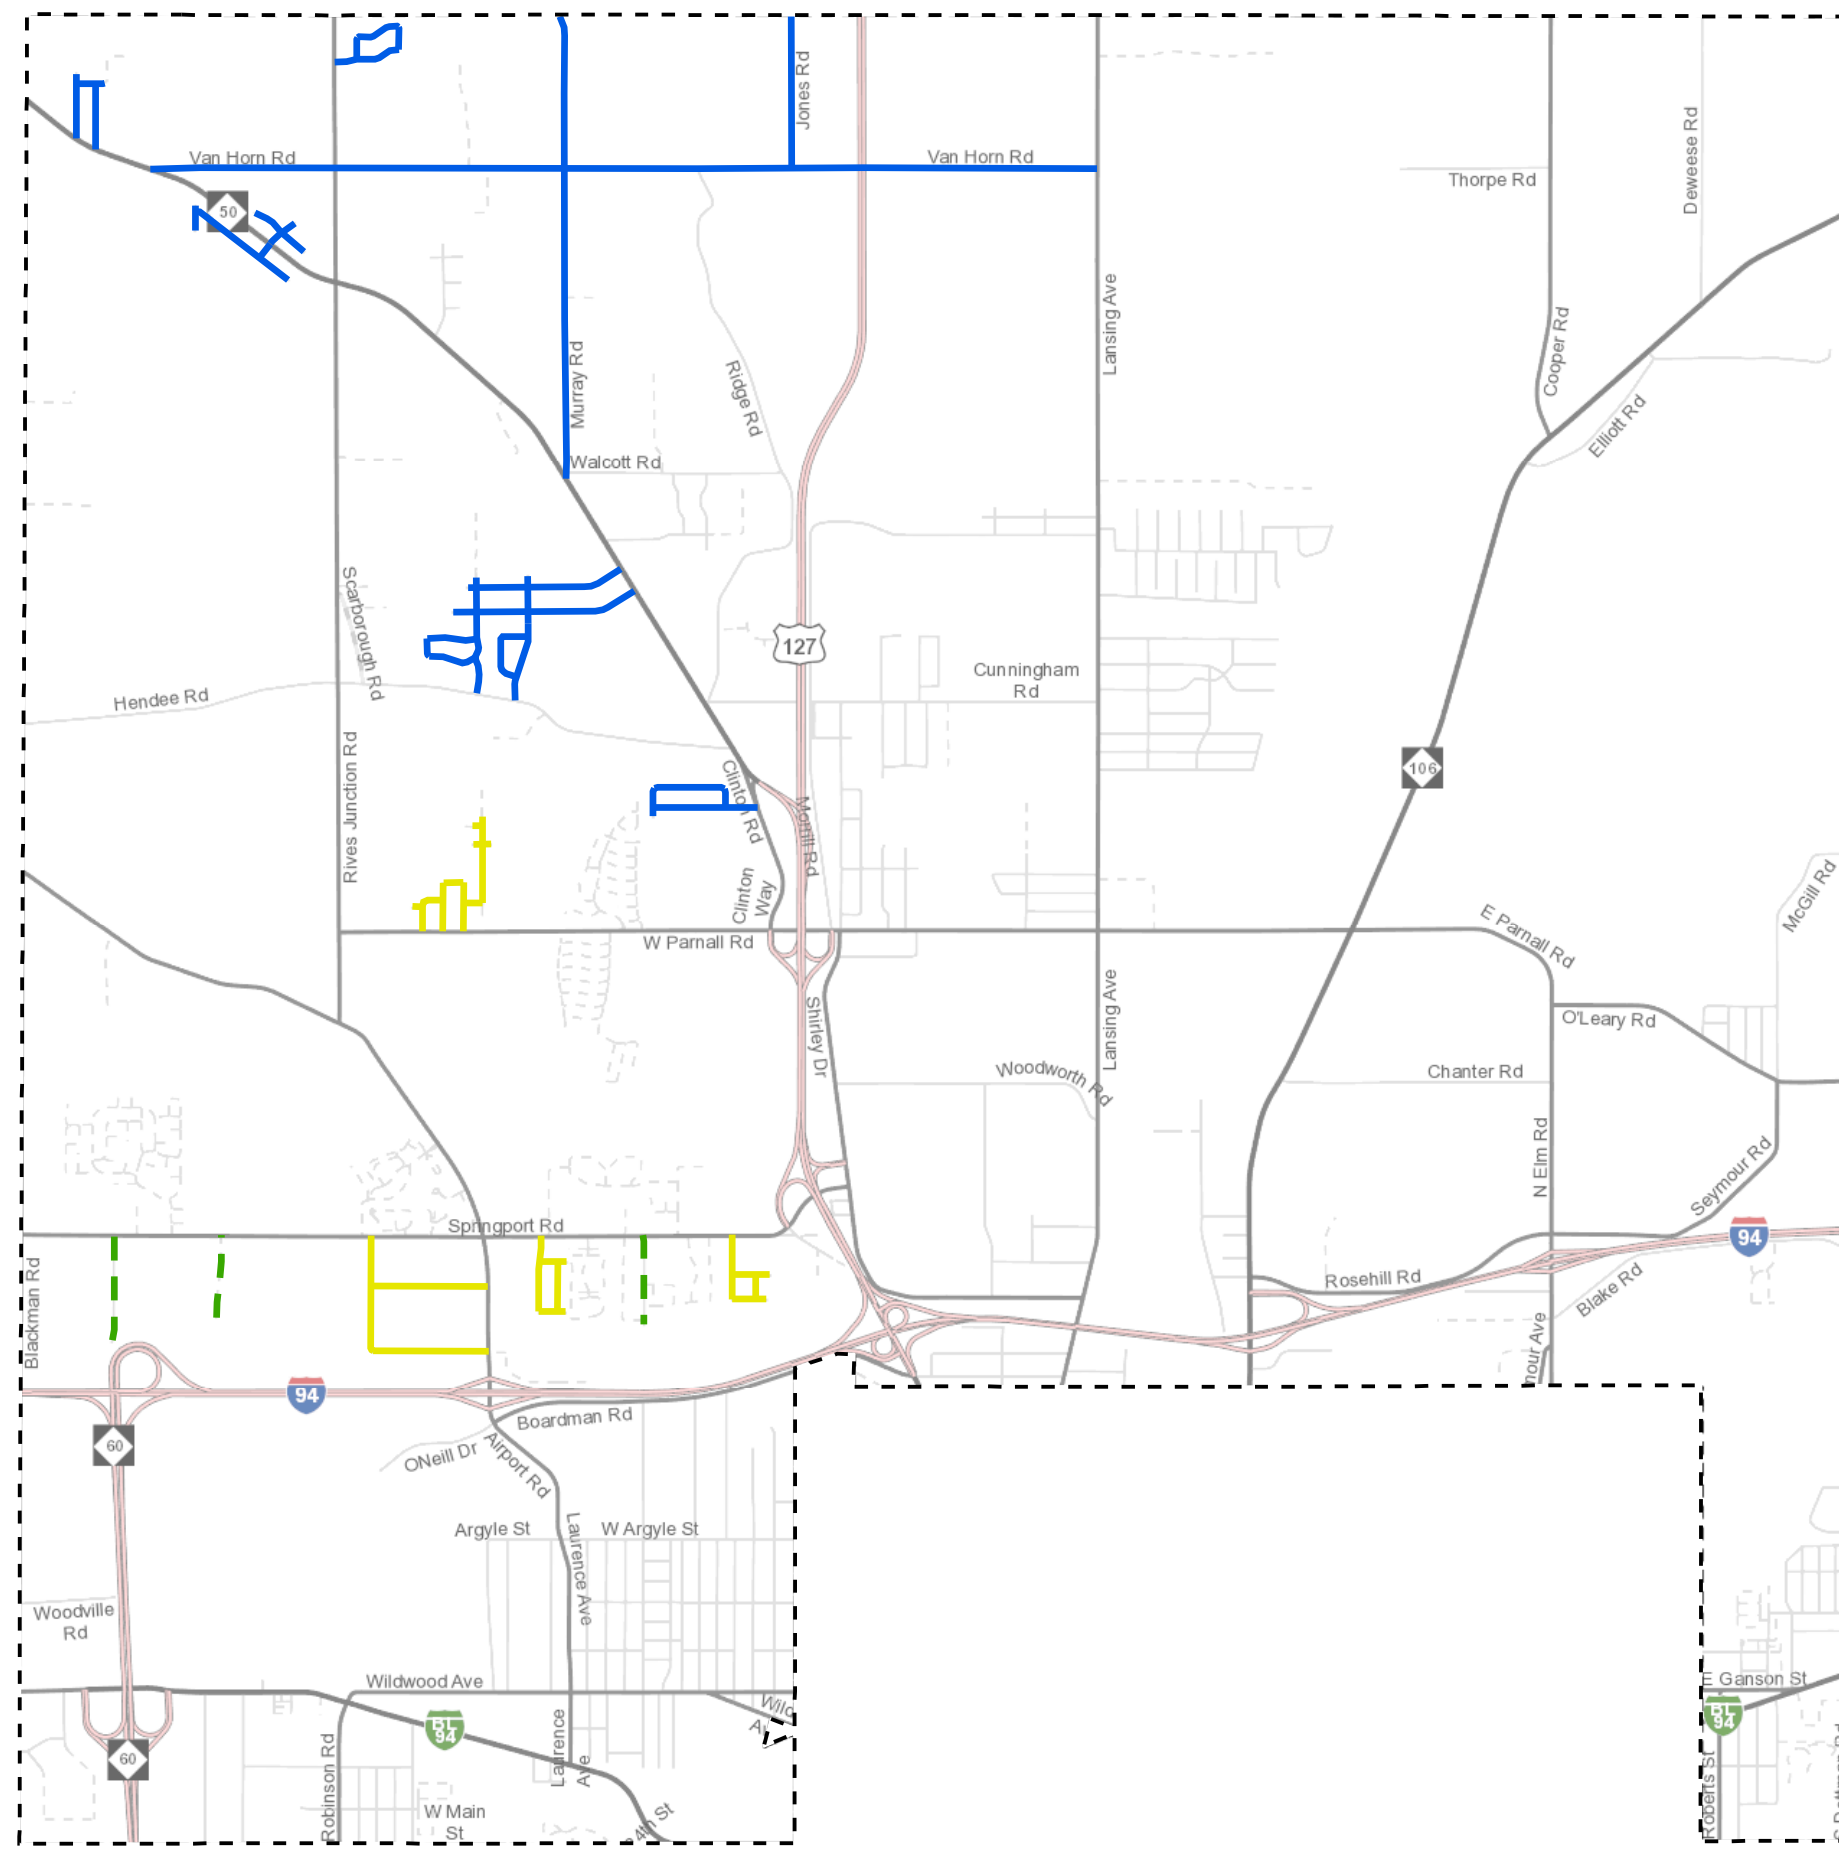 Jones Rd
Van Horn Rd
Van Horn Rd
Thorpe Rd
Deweese Rd
50
Lansing Ave
Murray Rd
Ridge Rd
Cooper Rd
Elliott Rd
Walcott Rd
Scarborough Rd
127
Cunningham
Rd
Hendee Rd
Rives Junction Rd
106
Clinton Rd
Morrill Rd
Clinton
Way
McGill Rd
W Parnall Rd
E Parnall Rd
Shirley Dr
Lansing Ave
O'Leary Rd
Woodworth Rd
Chanter Rd
N Elm Rd
Seymour Rd
Springport Rd
94
Blackman Rd
Rosehill Rd
Blake Rd
mour Ave
94
Boardman Rd
60
ONeill Dr
Airport Rd
Argyle St
W Argyle St
Laurence Ave
Woodville
Rd
Wildwood Ave
E Ganson St
Wild
BL
94
BL
94
60
Robinson Rd
Laurence
Ave
Roberts St
W Main
St
4th St